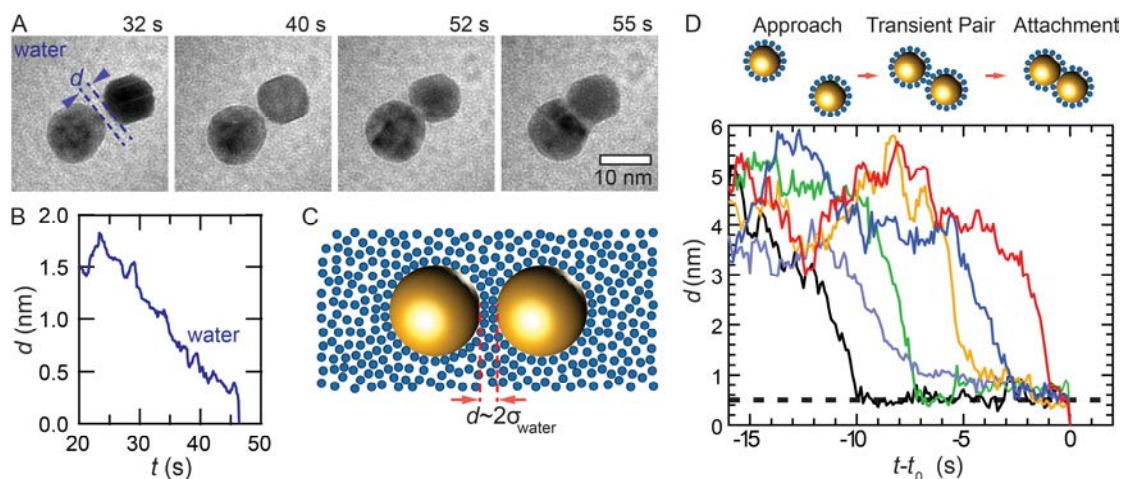 A
32 s
40 s
52 s
55 s
water
d
10 nm
B
2.0
1.5
1.0
0.5
0.0
d (nm)
water
20
30
40
50
t (s)
C
d~2σwater
D
Approach
Transient Pair
Attachment
6
5
4
3
2
1
0
d (nm)
-15
-10
-5
0
t-t0 (s)